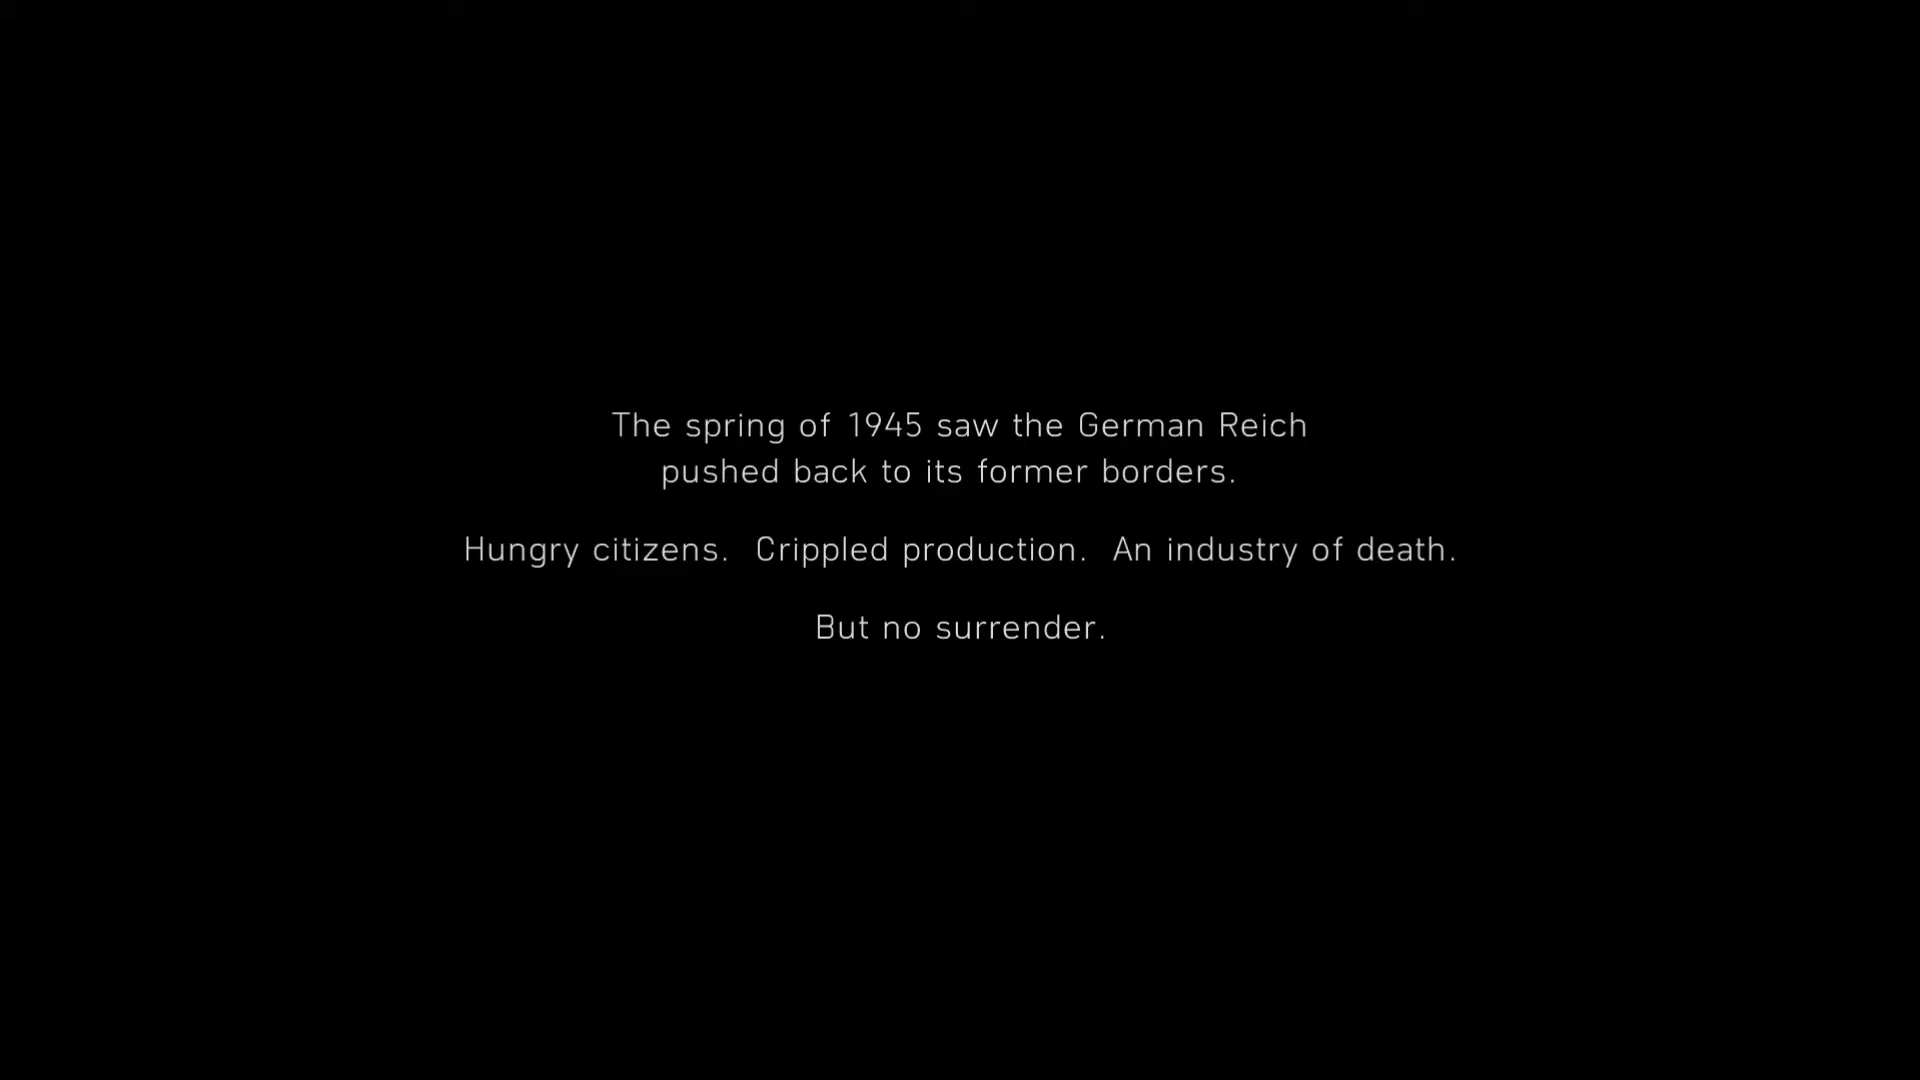 The spring of 1945 saw the German Reich
pushed back to its former borders.
Hungry citizens.  Crippled production.  An industry of death.
But no surrender.